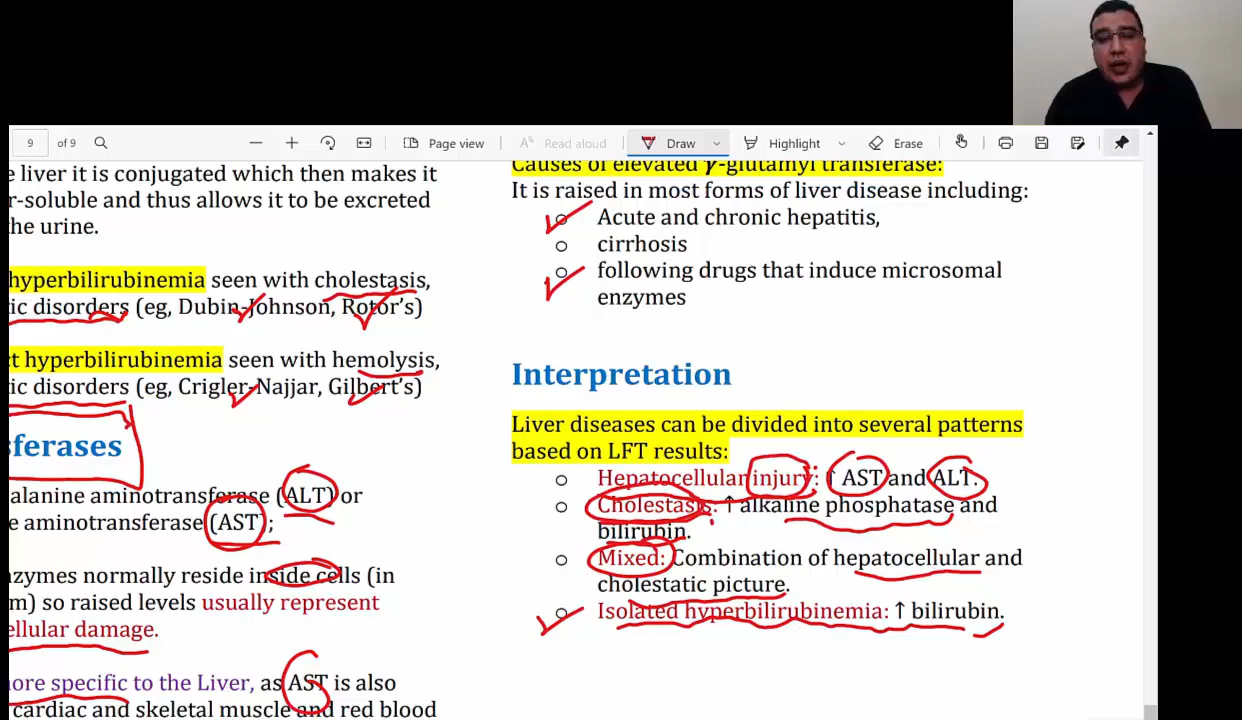 9 of 9
Page view
Read aloud
Draw
Highlight
Erase
e liver it is conjugated which then makes it
r-soluble and thus allows it to be excreted
the urine.
hyperbilirubinemia seen with cholestasis,
tic disorders (eg, Dubin-Johnson, Rotor's)
ct hyperbilirubinemia seen with hemolysis,
tic disorders (eg, Crigler-Najjar, Gilbert's)
sferases
alanine aminotransferase (ALT) or
e aminotransferase (AST);
nzymes normally reside inside cells (in
m) so raised levels usually represent
ellular damage.
ore specific to the Liver, as AST is also
cardiac and skeletal muscle and red blood
Causes of elevated γ-glutamyl transferase:
It is raised in most forms of liver disease including:
o Acute and chronic hepatitis,
o cirrhosis
o following drugs that induce microsomal
enzymes
Interpretation
Liver diseases can be divided into several patterns
based on LFT results:
o Hepatocellular injury: ↑ AST and ALT.
o Cholestasis: ↑ alkaline phosphatase and
bilirubin.
o Mixed: Combination of hepatocellular and
cholestatic picture.
o Isolated hyperbilirubinemia: ↑ bilirubin.